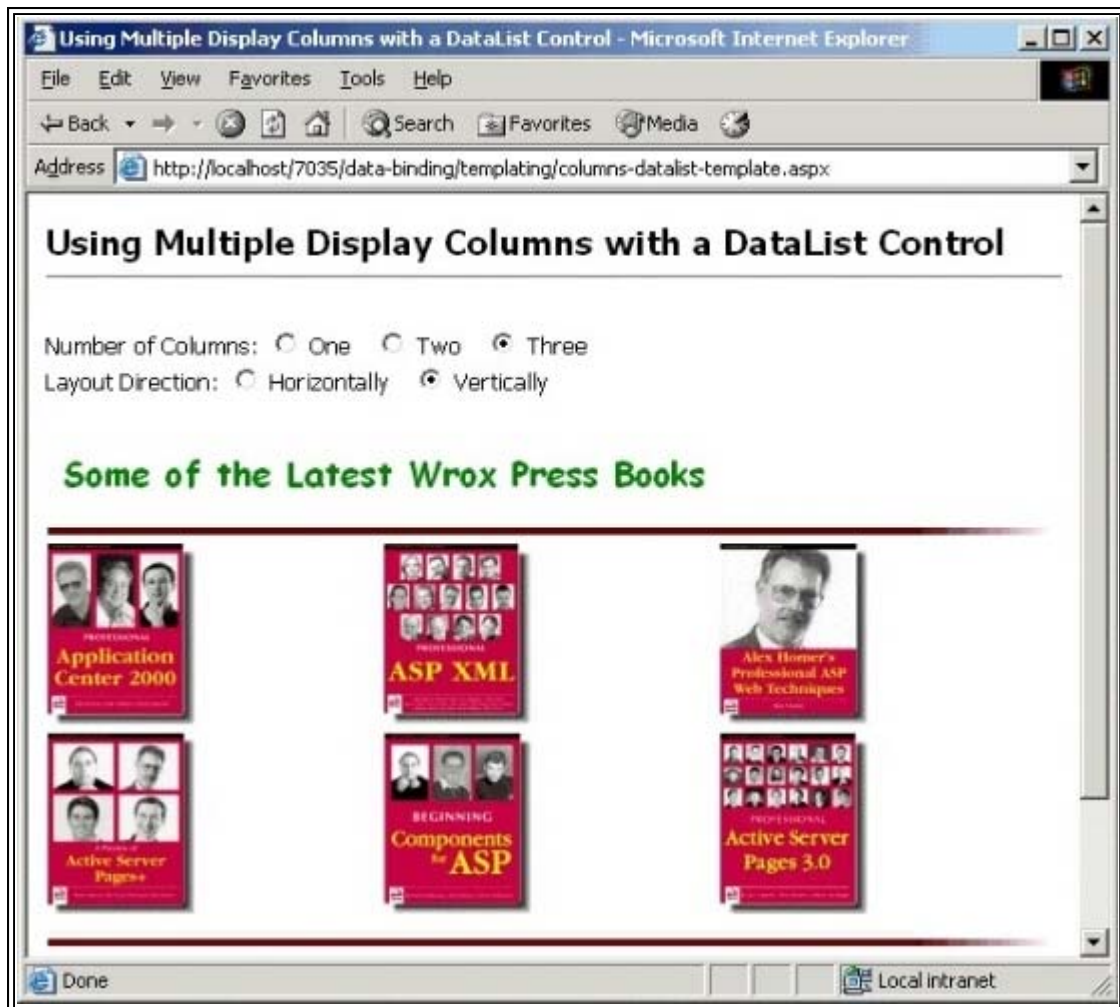 Using Multiple Display Columns with a DataList Control - Microsoft Internet Explorer
File Edit View Favorites Tools Help
Back Search Favorites Media
Address http://localhost/7035/data-binding/templating/columns-datalist-template.aspx
Using Multiple Display Columns with a DataList Control
Number of Columns: One Two Three
Layout Direction: Horizontally Vertically
Some of the Latest Wrox Press Books
PROFESSIONAL
Application
Center 2000
PROFESSIONAL
ASP XML
Alex Homer's
Professional ASP
Web Techniques
A Preview of
Active Server
Pages+
BEGINNING
Components
for ASP
PROFESSIONAL
Active Server
Pages 3.0
Done Local intranet